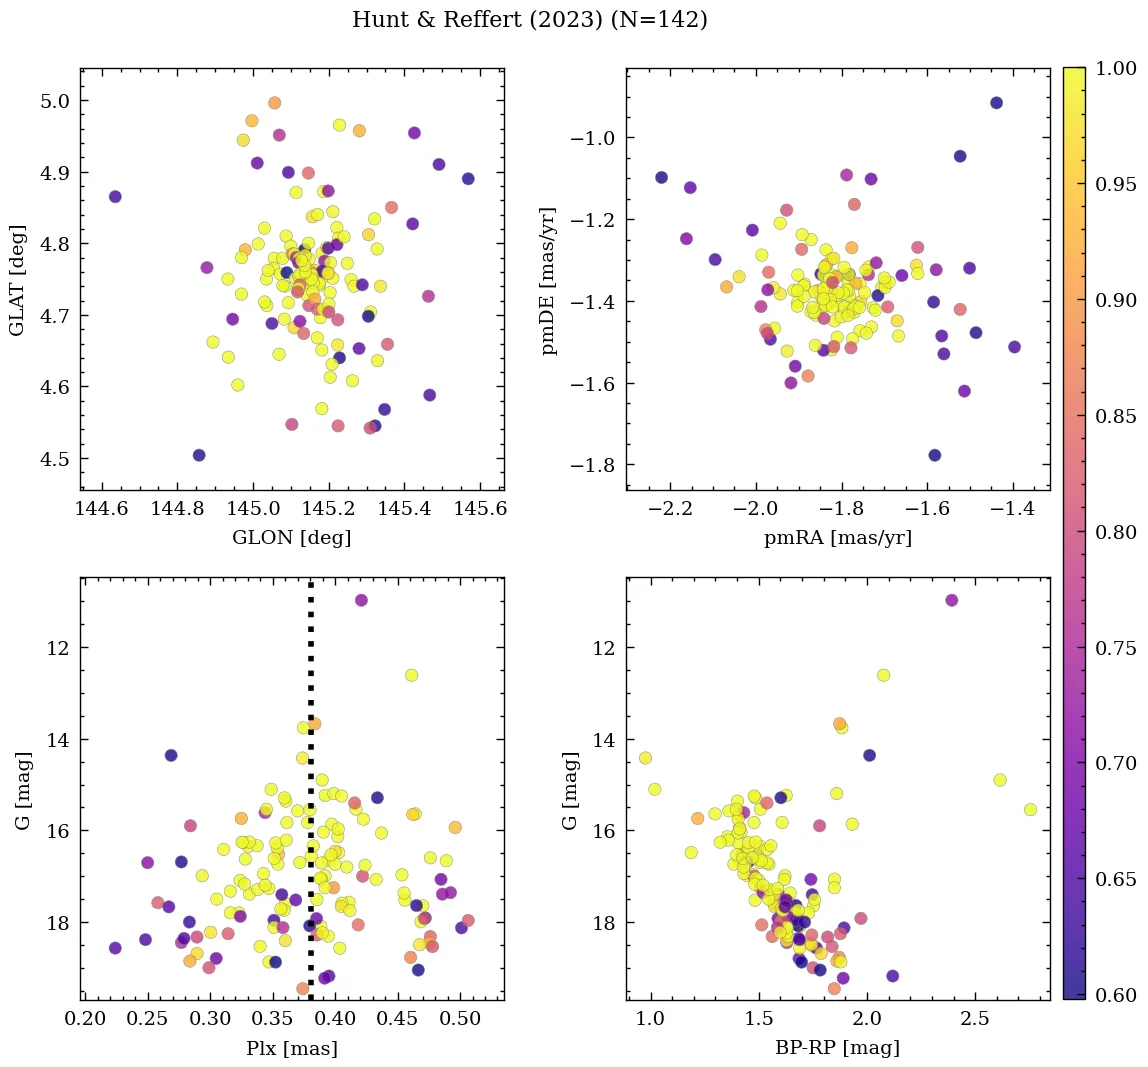 Hunt & Reffert (2023) (N=142)
5.0
4.9
4.8
4.7
4.6
4.5
GLAT [deg]
144.6 144.8 145.0 145.2 145.4 145.6
GLON [deg]
−1.0
−1.2
−1.4
−1.6
−1.8
pmDE [mas/yr]
−2.2 −2.0 −1.8 −1.6 −1.4
pmRA [mas/yr]
1.00
0.95
0.90
0.85
0.80
0.75
0.70
0.65
0.60
12
14
16
18
G [mag]
0.20 0.25 0.30 0.35 0.40 0.45 0.50
Plx [mas]
12
14
16
18
G [mag]
1.0 1.5 2.0 2.5
BP-RP [mag]